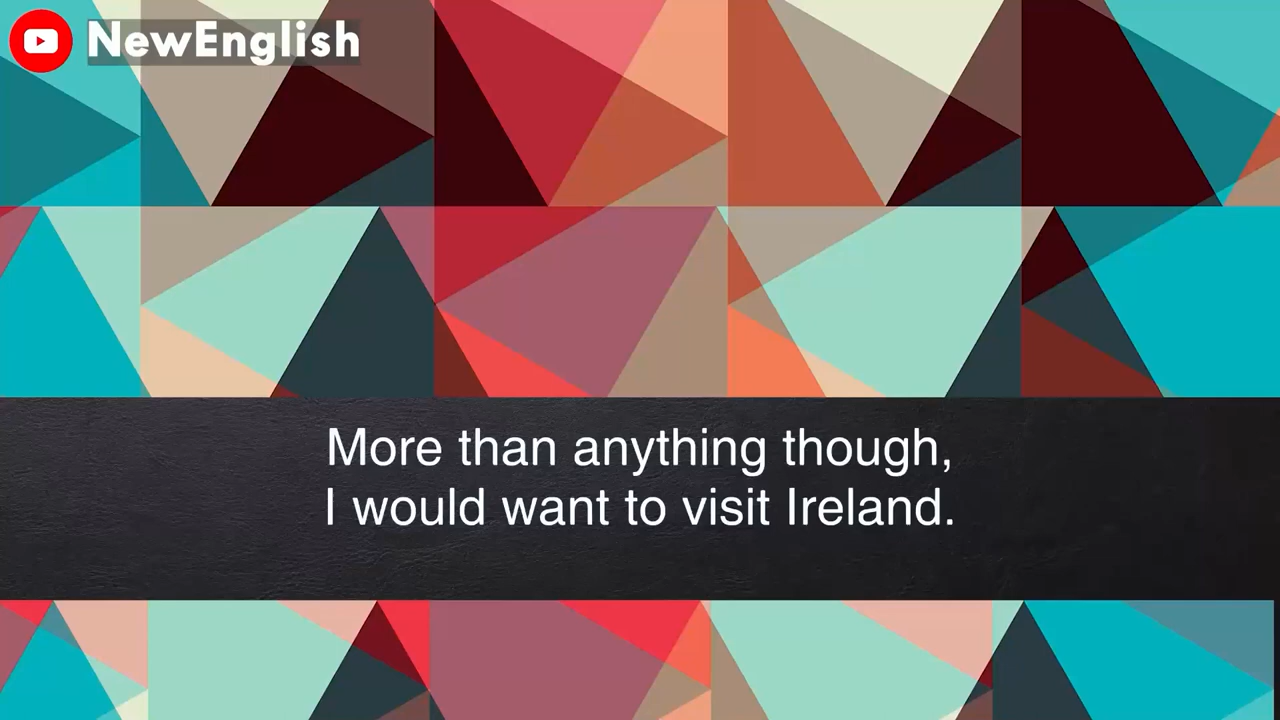 NewEnglish
More than anything though,
I would want to visit Ireland.